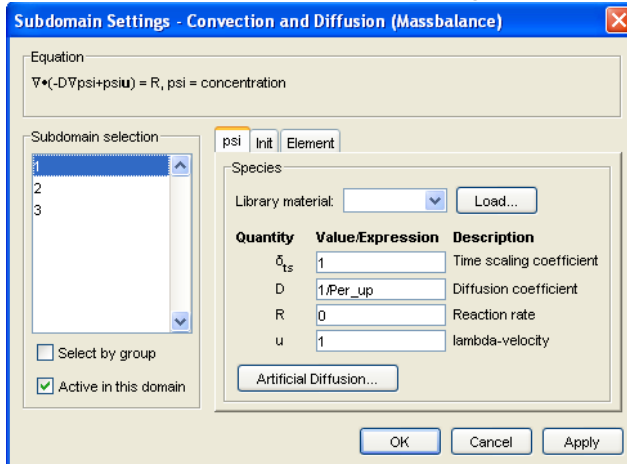 Subdomain Settings - Convection and Diffusion (Massbalance)
Equation
∇•(-D∇psi+psiu) = R, psi = concentration
Subdomain selection
1
2
3
Select by group
Active in this domain
psi Init Element
Species
Library material: Load...
Quantity Value/Expression Description
δts 1 Time scaling coefficient
D 1/Per_up Diffusion coefficient
R 0 Reaction rate
u 1 lambda-velocity
Artificial Diffusion...
OK Cancel Apply